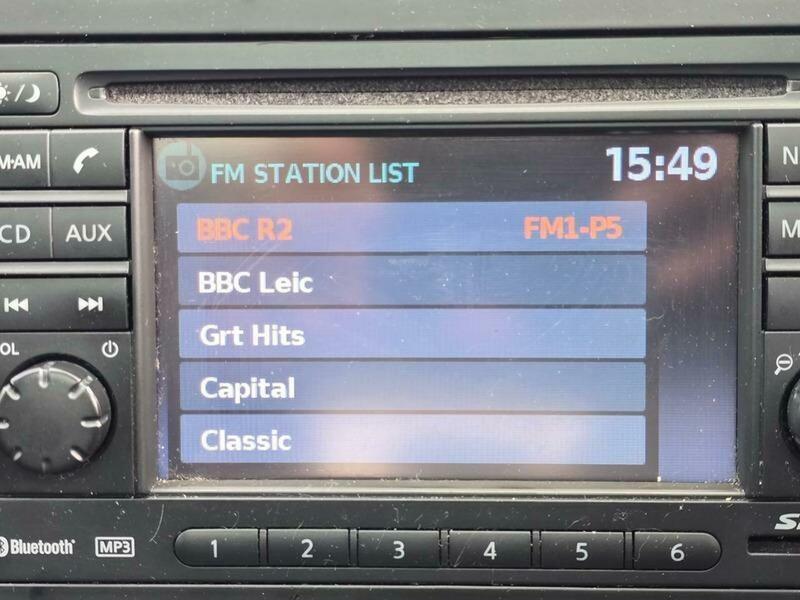 FM STATION LIST 15:49
BBC R2 FM1-P5
BBC Leic
Grt Hits
Capital
Classic
CD AUX
Bluetooth MP3
1 2 3 4 5 6